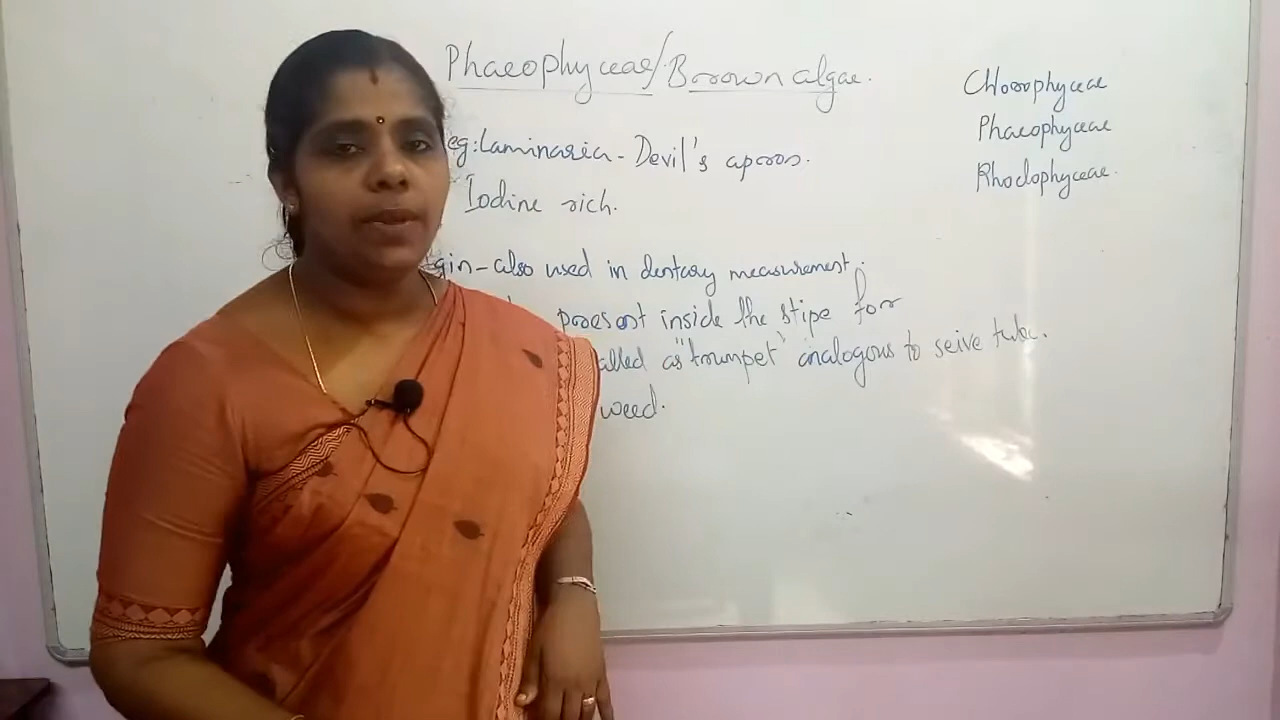 Phaeophyceae/Brown algae.
eg: Laminaria - Devil's apron.
Iodine rich.
gin - also used in dentary measurement.
present inside the stipe for
alled as "trumpet" analogous to seive tube.
weed.
Chlorophyceae
Phaeophyceae
Rhodophyceae.